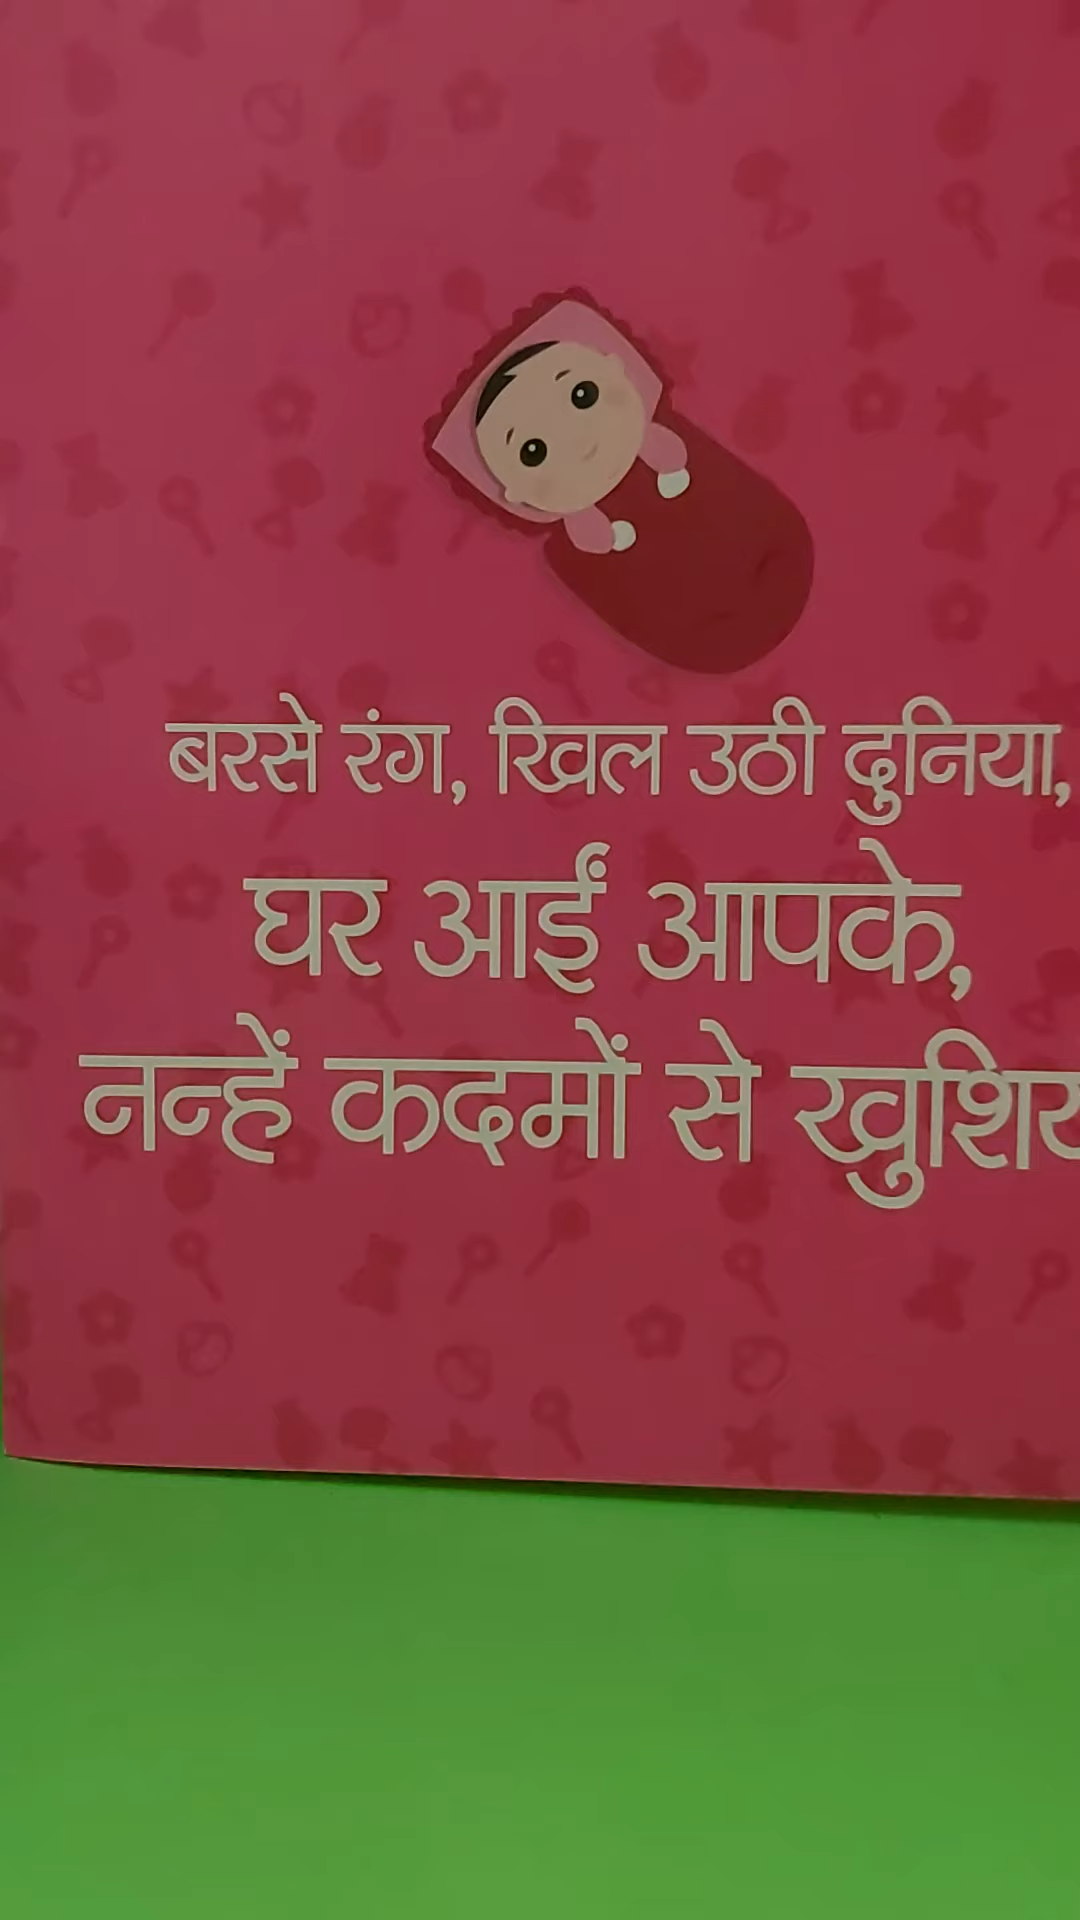 बरसे रंग, खिल उठी दुनिया,
घर आईं आपके,
नन्हें कदमों से